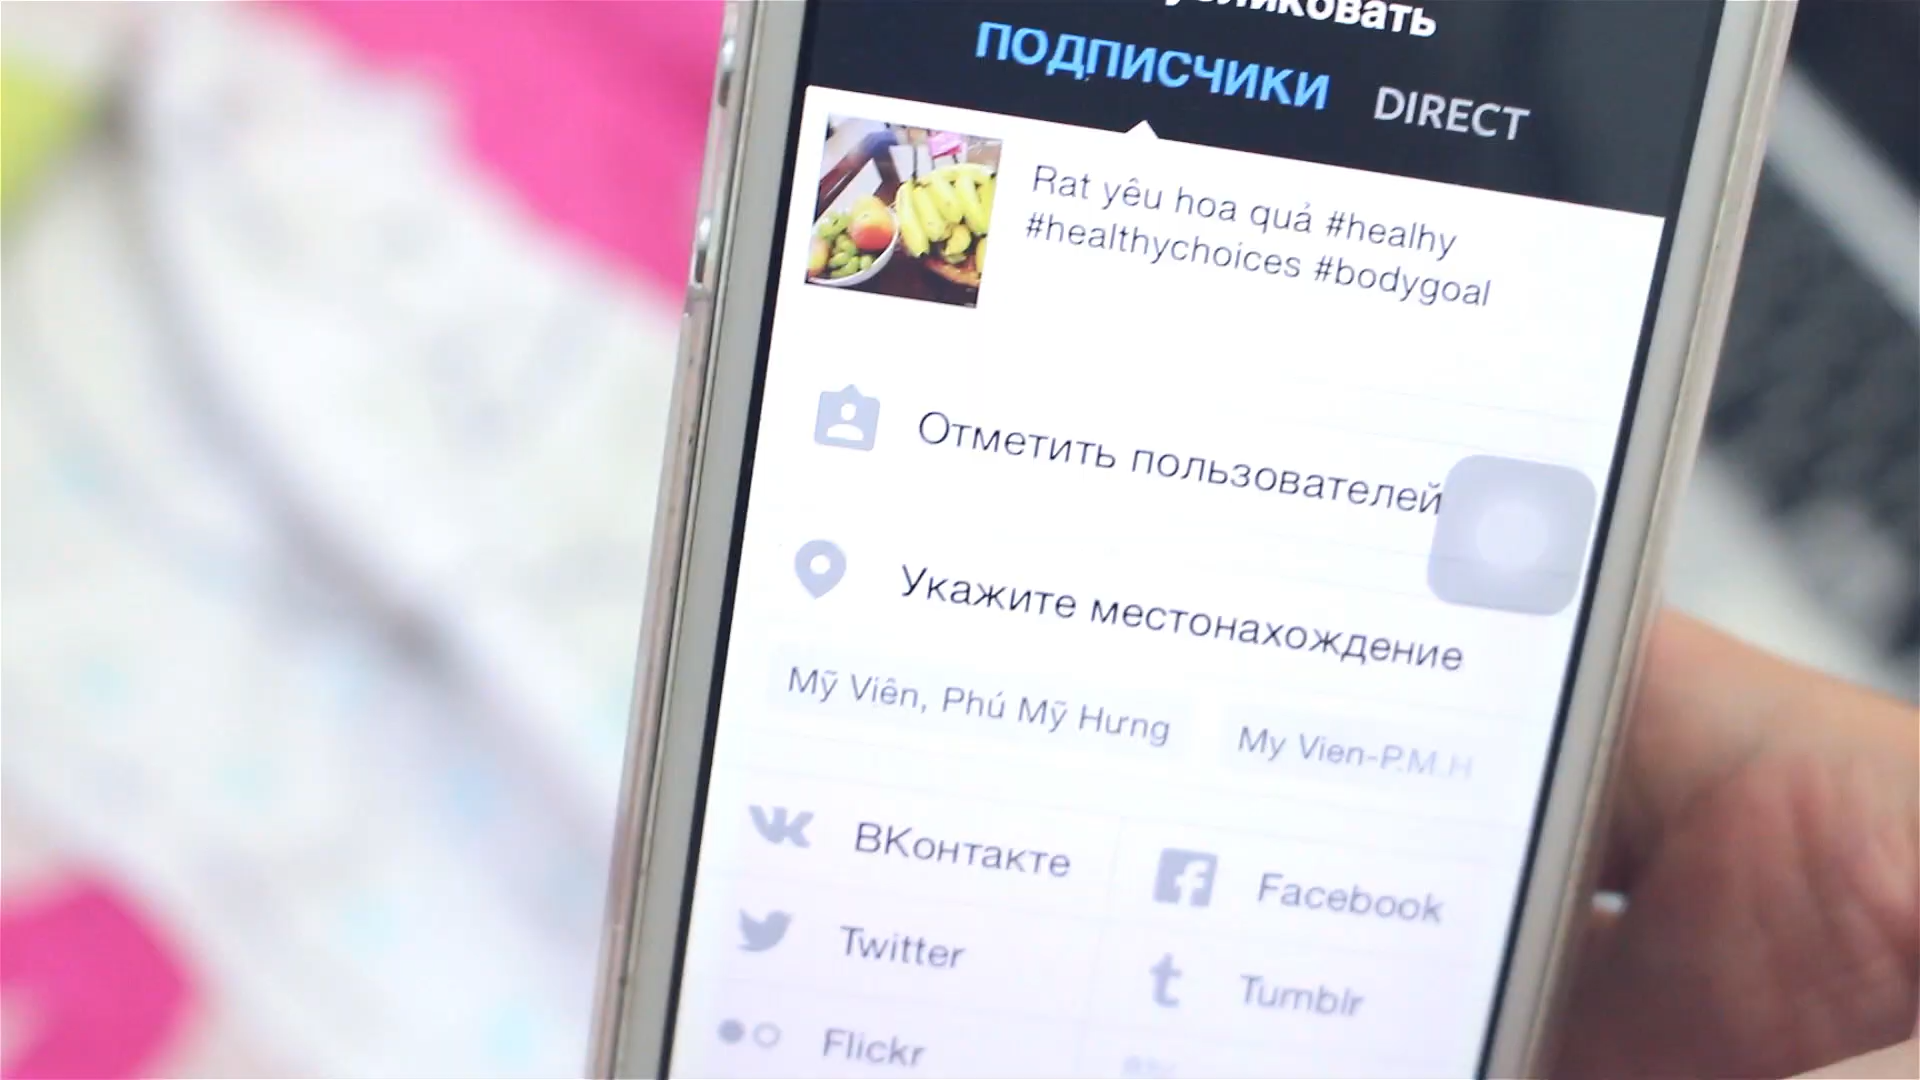 ПОДПИСЧИКИ DIRECT
Rat yêu hoa quả #healhy
#healthychoices #bodygoal
Отметить пользователей
Укажите местонахождение
Mỹ Viên, Phú Mỹ Hưng My Vien-P.M.H
ВКонтакте Facebook
Twitter Tumblr
Flickr